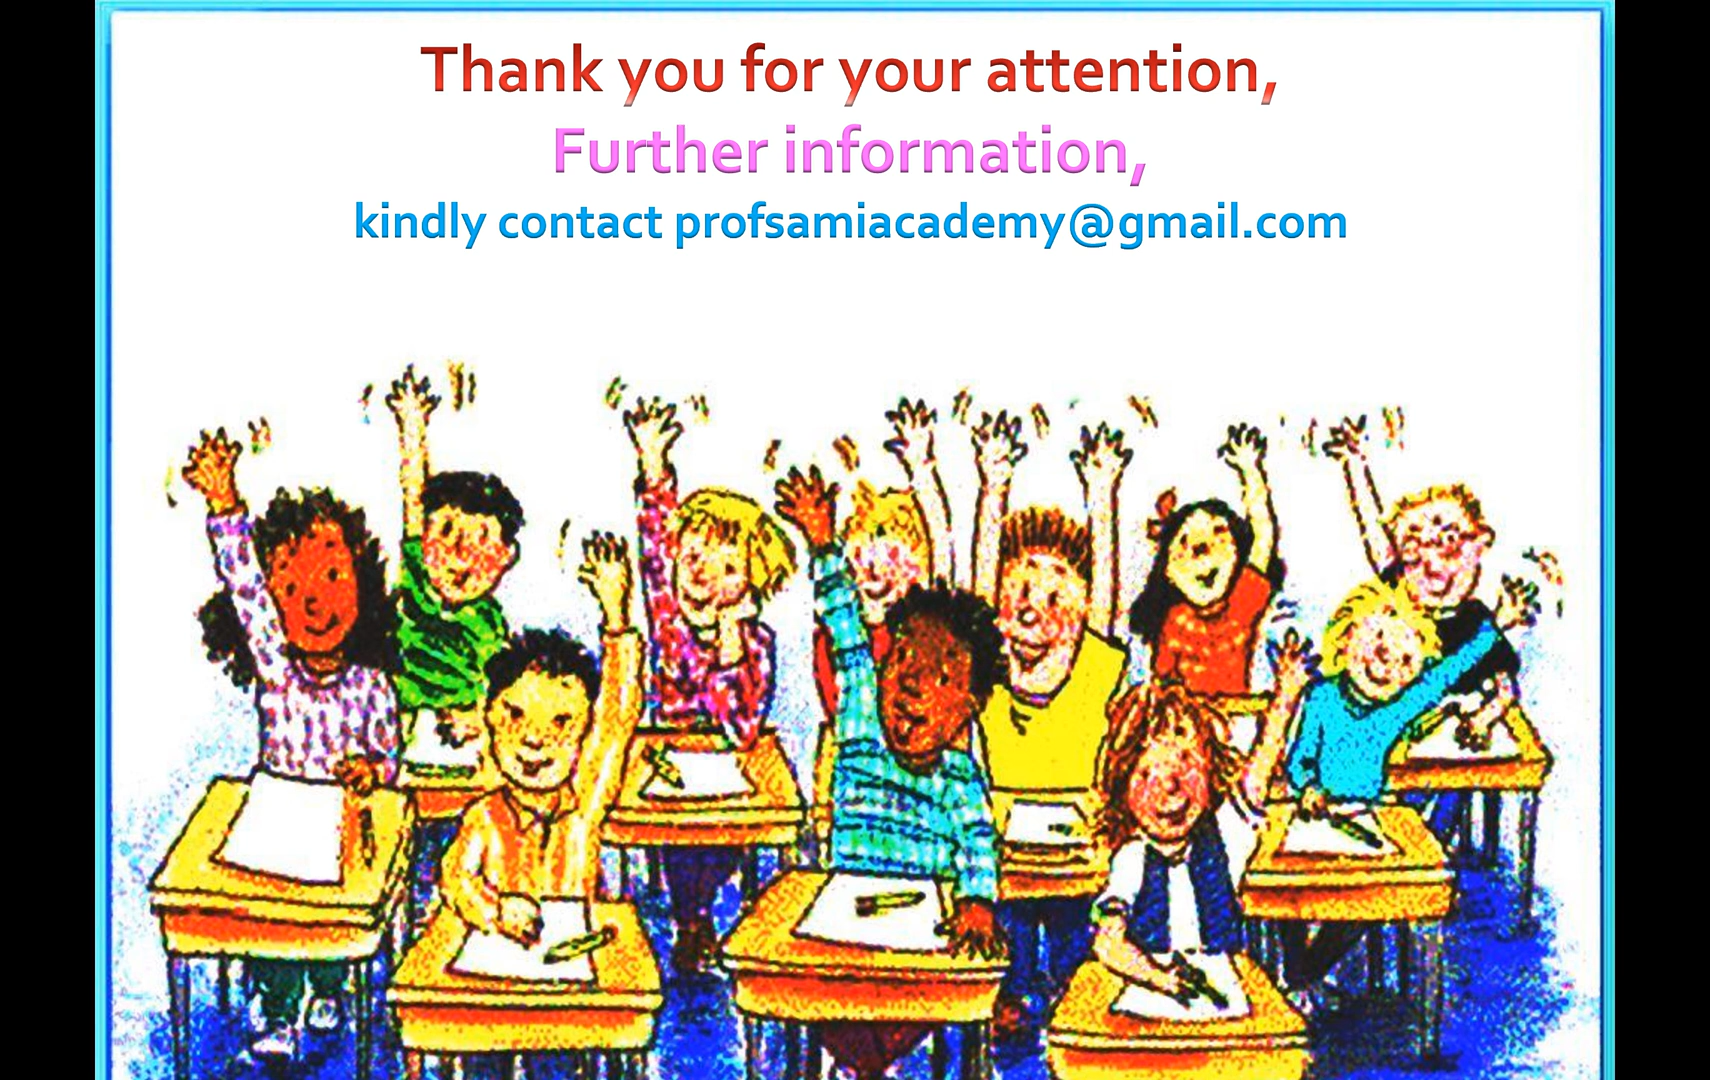 Thank you for your attention,
Further information,
kindly contact profsamiacademy@gmail.com